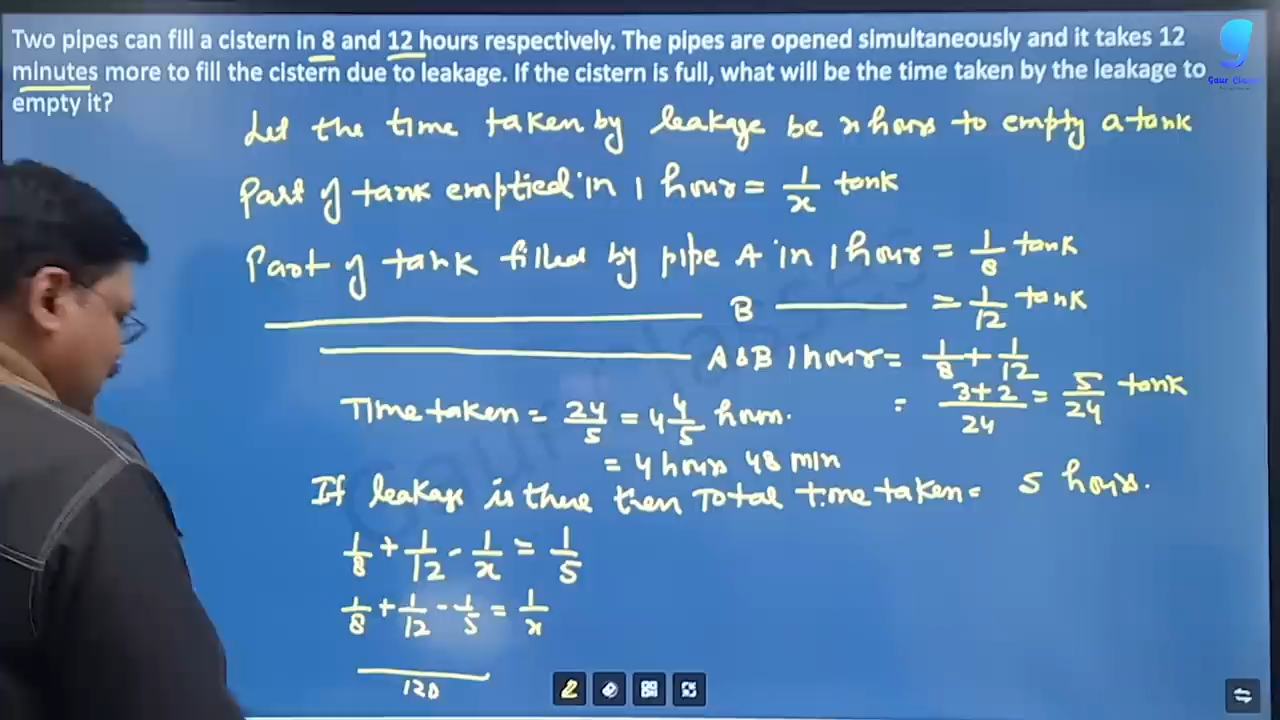 Two pipes can fill a cistern in 8 and 12 hours respectively. The pipes are opened simultaneously and it takes 12
minutes more to fill the cistern due to leakage. If the cistern is full, what will be the time taken by the leakage to
empty it?
Gaur Classes
Let the time taken by leakage be x hours to empty a tank
Part of tank emptied in 1 hour = 1/x tank
Part of tank filled by pipe A in 1 hour = 1/8 tank
B = 1/12 tank
A & B 1 hour = 1/8 + 1/12
= 3+2/24 = 5/24 tank
Time taken = 24/5 = 4 4/5 hours.
= 4 hours 48 min
If leakage is there then Total time taken = 5 hours.
1/8 + 1/12 - 1/x = 1/5
1/8 + 1/12 - 1/5 = 1/x
120
Gaur Classes